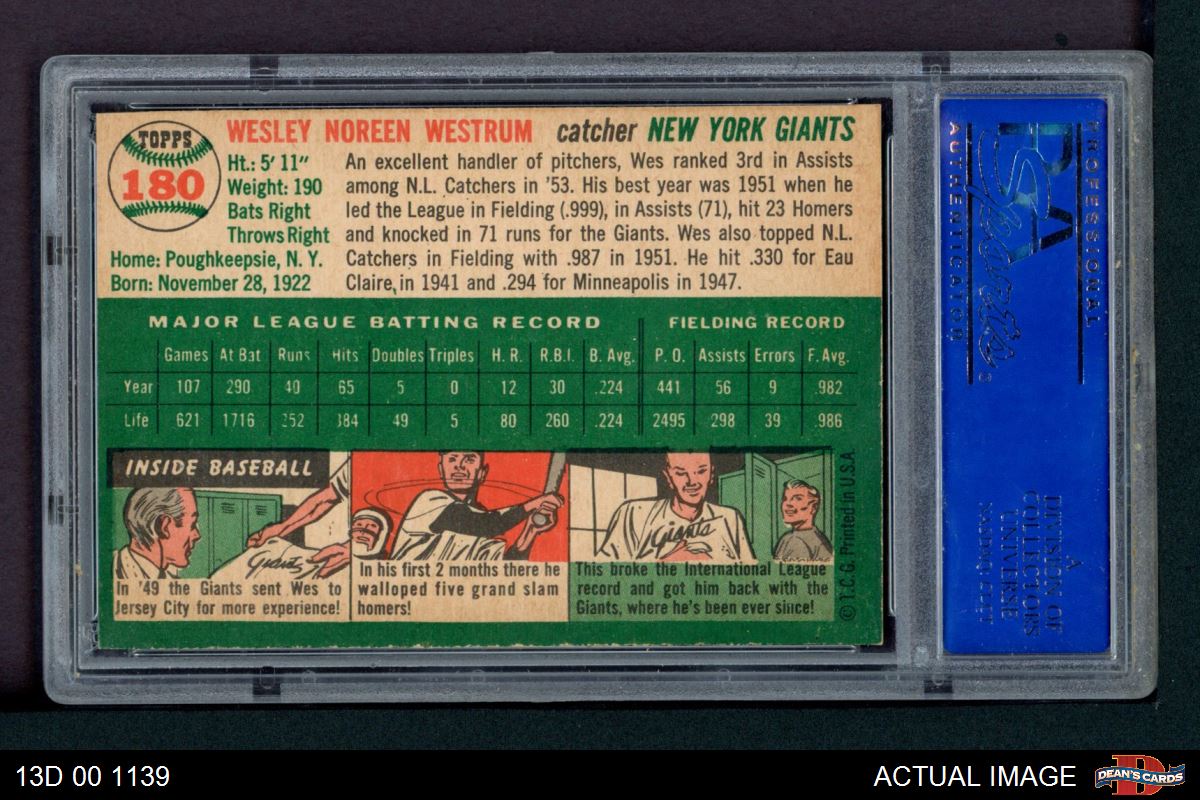 TOPPS
180
WESLEY NOREEN WESTRUM catcher NEW YORK GIANTS
Ht.: 5' 11"
Weight: 190
Bats Right
Throws Right
Home: Poughkeepsie, N. Y.
Born: November 28, 1922
An excellent handler of pitchers, Wes ranked 3rd in Assists
among N.L. Catchers in '53. His best year was 1951 when he
led the League in Fielding (.999), in Assists (71), hit 23 Homers
and knocked in 71 runs for the Giants. Wes also topped N.L.
Catchers in Fielding with .987 in 1951. He hit .330 for Eau
Claire, in 1941 and .294 for Minneapolis in 1947.
MAJOR LEAGUE BATTING RECORD FIELDING RECORD
Games At Bat Runs Hits Doubles Triples H. R. R.B.I. B. Avg. P. O. Assists Errors F. Avg.
Year 107 290 40 65 5 0 12 30 .224 441 56 9 .982
Life 621 1716 252 384 49 5 80 260 .224 2495 298 39 .986
INSIDE BASEBALL
Giants
Giants
In '49 the Giants sent Wes to
Jersey City for more experience!
In his first 2 months there he
walloped five grand slam
homers!
This broke the International League
record and got him back with the
Giants, where he's been ever since!
© T.C.G. Printed in U.S.A.
PROFESSIONAL
PSA
AUTHENTICATOR
A
DIVISION OF
COLLECTORS
UNIVERSE
NASDAQ: CLCT
13D 00 1139
ACTUAL IMAGE
D
DEAN'S CARDS